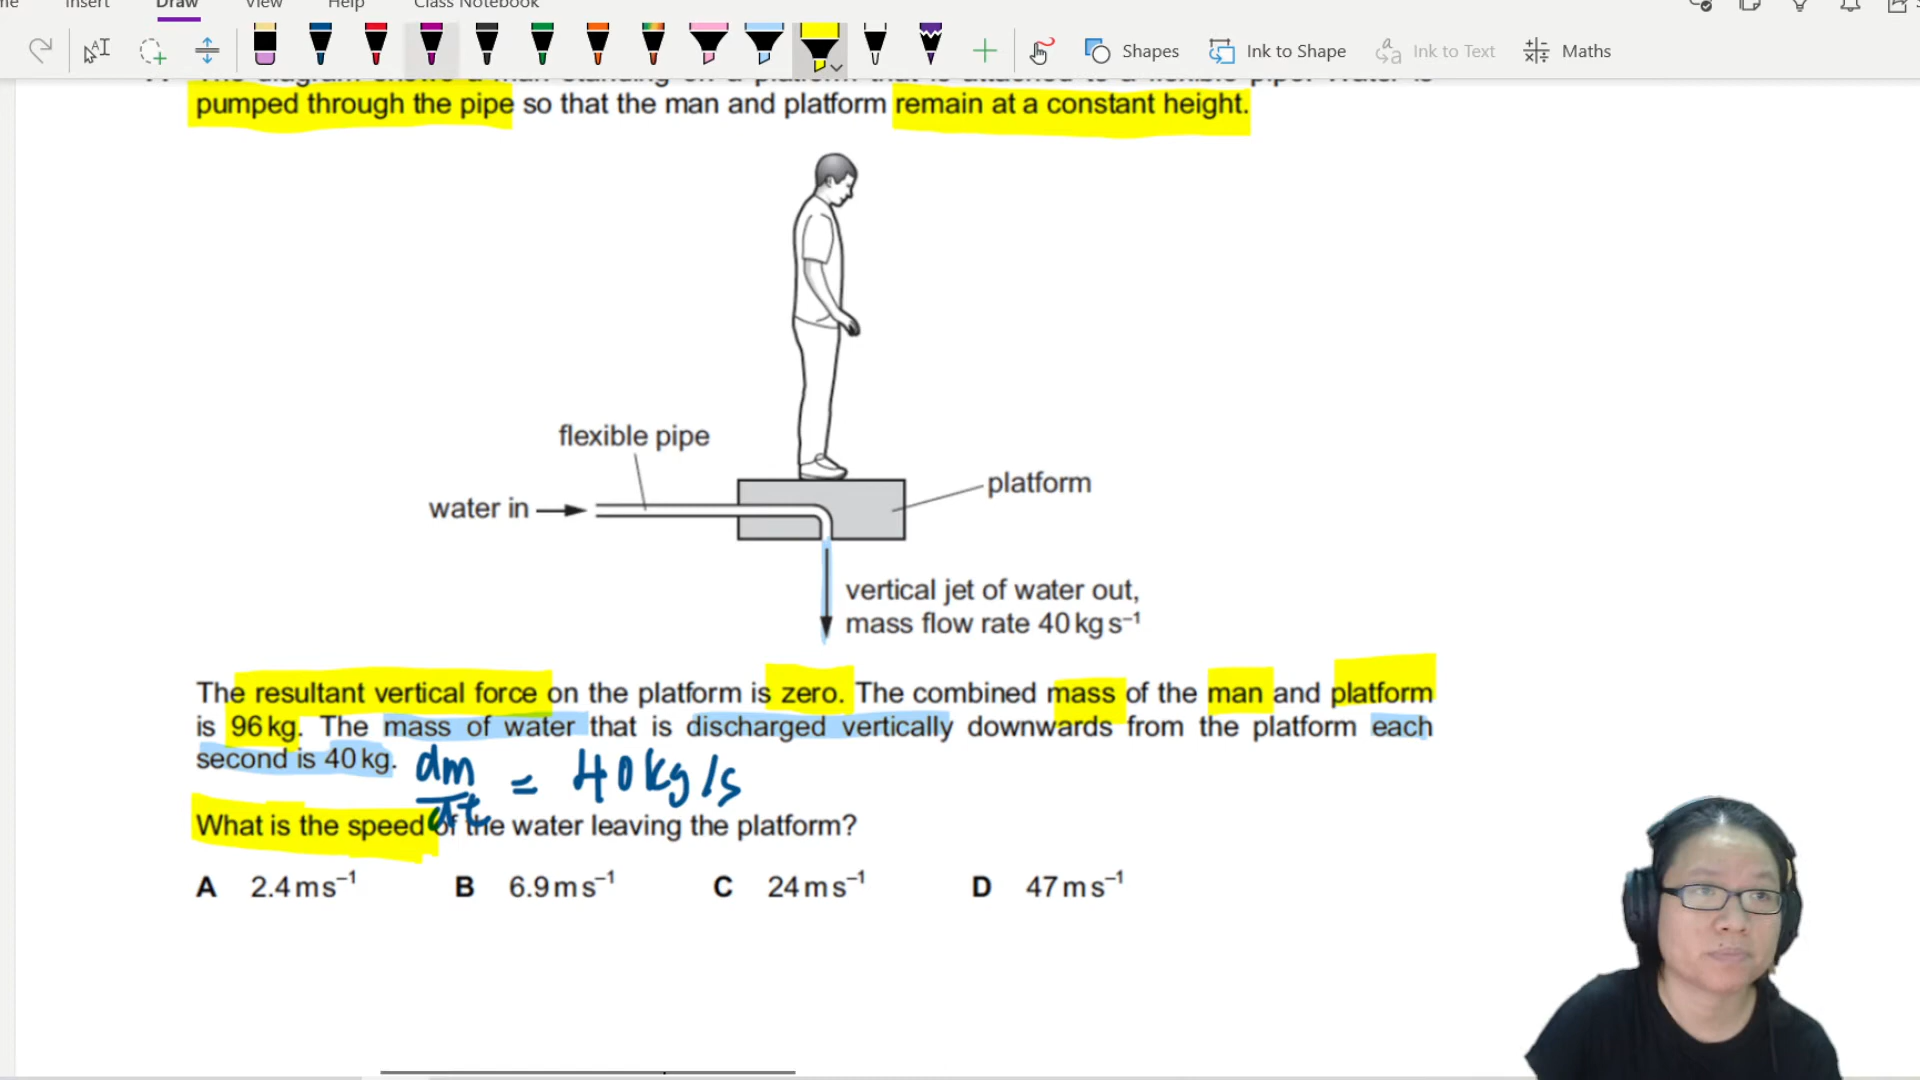 Draw
View
Help
Class Notebook
Shapes
Ink to Shape
Ink to Text
Maths
pumped through the pipe so that the man and platform remain at a constant height.
flexible pipe
platform
water in
vertical jet of water out,
mass flow rate 40 kg s⁻¹
The resultant vertical force on the platform is zero. The combined mass of the man and platform
is 96 kg. The mass of water that is discharged vertically downwards from the platform each
second is 40 kg.
dm/dt = 40kg/s
What is the speed of the water leaving the platform?
A 2.4 m s⁻¹ B 6.9 m s⁻¹ C 24 m s⁻¹ D 47 m s⁻¹